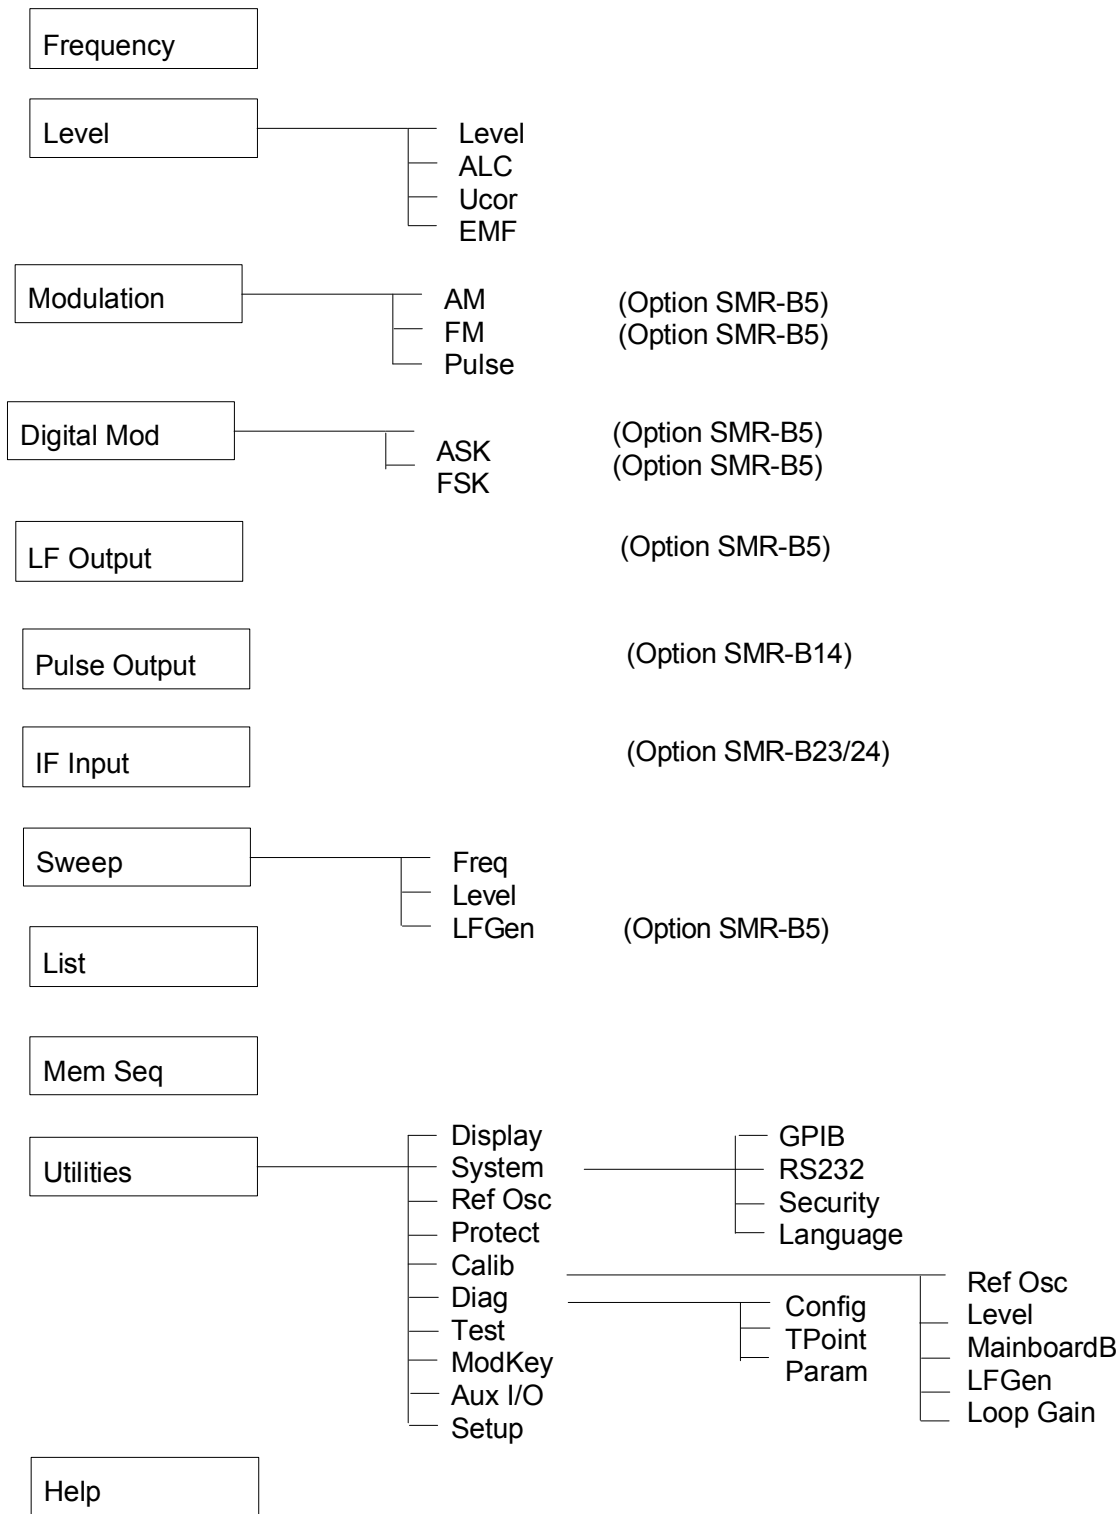 Frequency
Level
Level
ALC
Ucor
EMF
Modulation
AM (Option SMR-B5)
FM (Option SMR-B5)
Pulse
Digital Mod
(Option SMR-B5)
ASK
(Option SMR-B5)
FSK
LF Output (Option SMR-B5)
Pulse Output (Option SMR-B14)
IF Input (Option SMR-B23/24)
Sweep
Freq
Level
LFGen (Option SMR-B5)
List
Mem Seq
Utilities
Display
System
Ref Osc
Protect
Calib
Diag
Test
ModKey
Aux I/O
Setup
GPIB
RS232
Security
Language
Config
TPoint
Param
Ref Osc
Level
MainboardB
LFGen
Loop Gain
Help